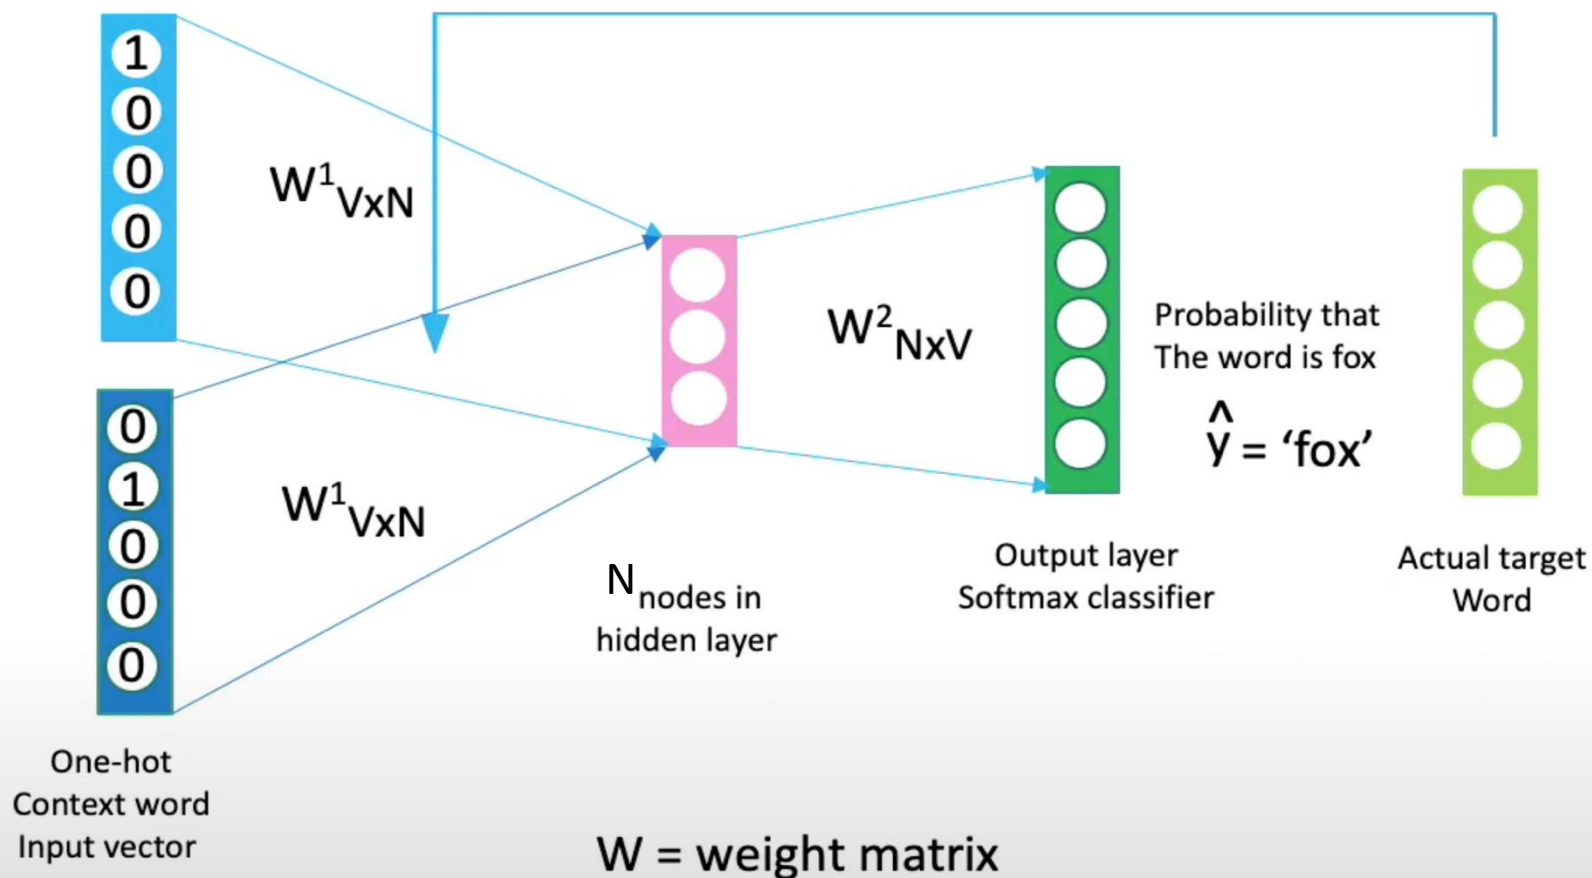 1
0
0
0
0
W¹VxN
0
1
0
0
0
W¹VxN
One-hot
Context word
Input vector
N nodes in
hidden layer
W²NxV
Output layer
Softmax classifier
Probability that
The word is fox
ŷ = ‘fox’
Actual target
Word
W = weight matrix